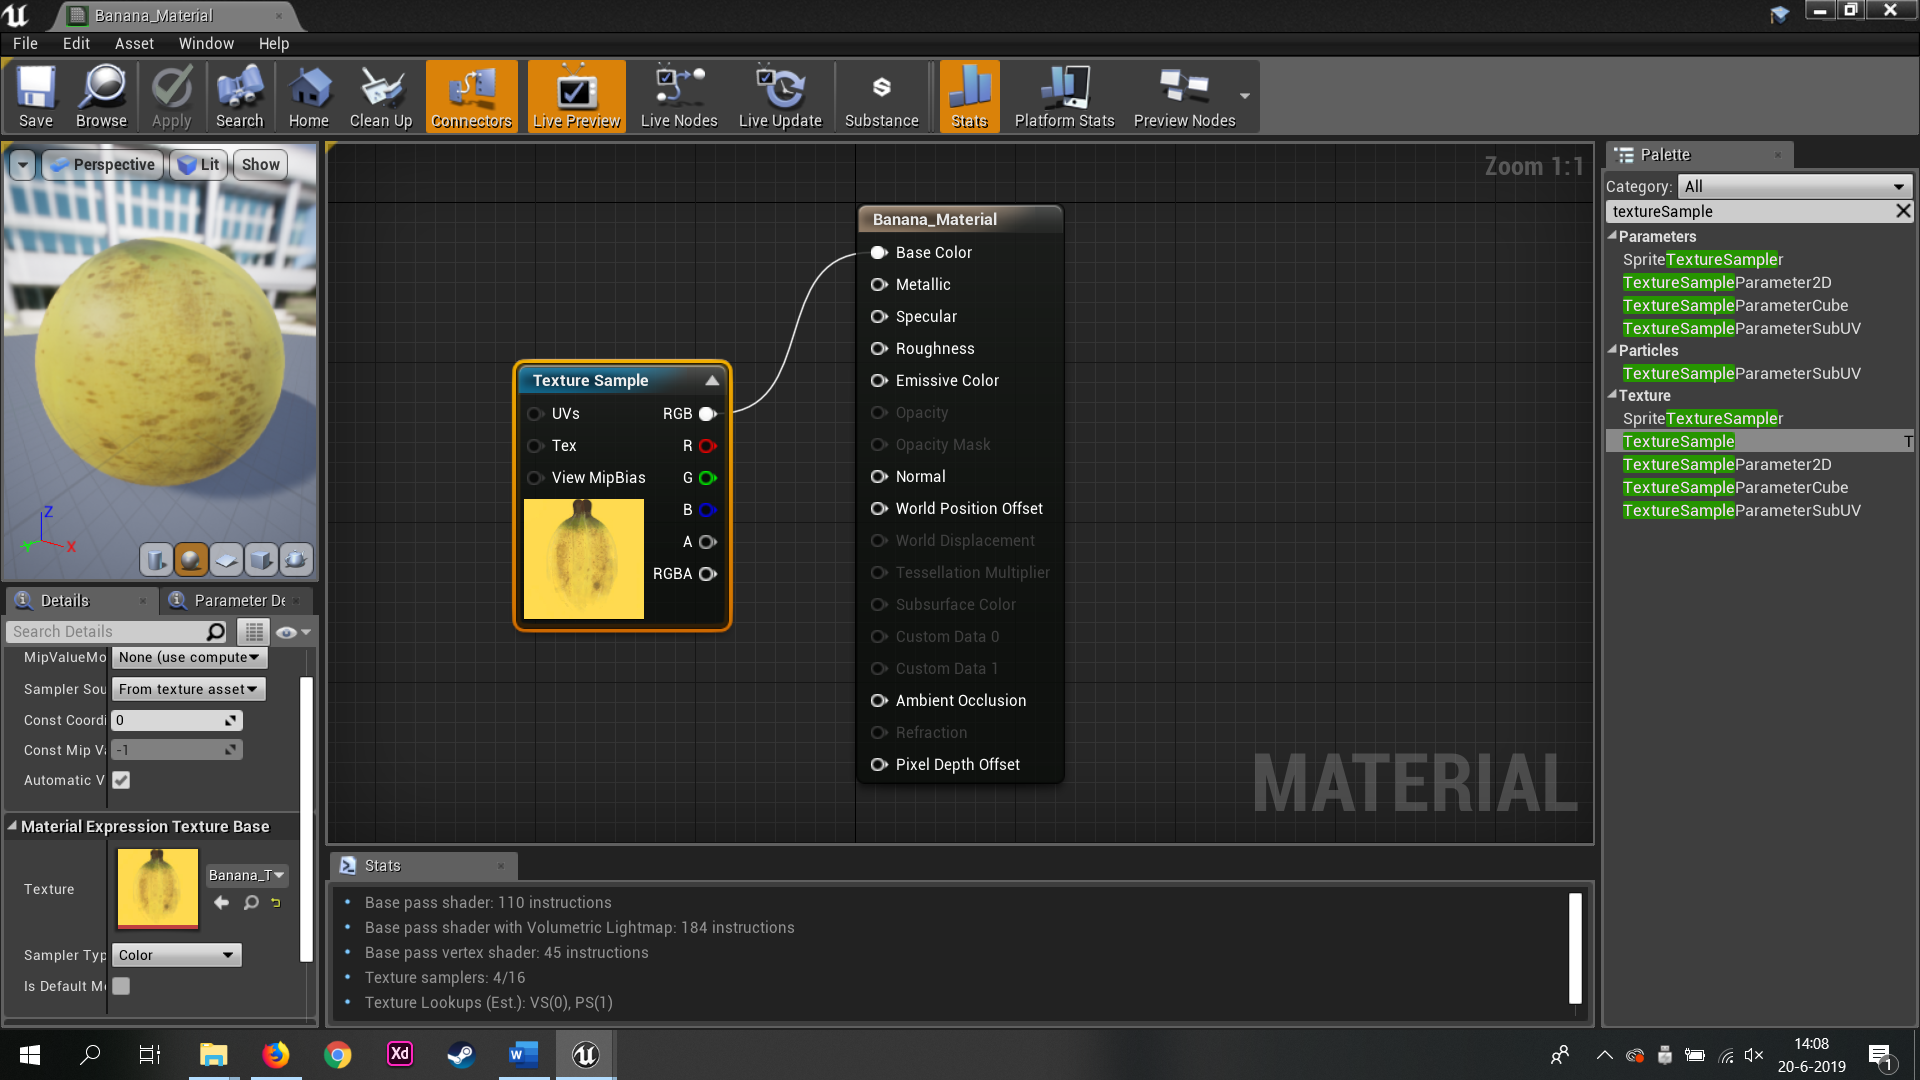 Banana_Material
File Edit Asset Window Help
Save Browse Apply Search Home Clean Up Connectors Live Preview Live Nodes Live Update Substance Stats Platform Stats Preview Nodes
Perspective Lit Show
Z
Y X
Zoom 1:1
Banana_Material
Base Color
Metallic
Specular
Roughness
Emissive Color
Opacity
Opacity Mask
Normal
World Position Offset
World Displacement
Tessellation Multiplier
Subsurface Color
Custom Data 0
Custom Data 1
Ambient Occlusion
Refraction
Pixel Depth Offset
Texture Sample
UVs RGB
Tex R
View MipBias G
B
A
RGBA
MATERIAL
Palette
Category: All
textureSample
Parameters
SpriteTextureSampler
TextureSampleParameter2D
TextureSampleParameterCube
TextureSampleParameterSubUV
Particles
TextureSampleParameterSubUV
Texture
SpriteTextureSampler
TextureSample T
TextureSampleParameter2D
TextureSampleParameterCube
TextureSampleParameterSubUV
Details Parameter De
Search Details
MipValueMo None (use compute
Sampler Sou From texture asset
Const Coordi 0
Const Mip Va -1
Automatic V
Material Expression Texture Base
Texture Banana_T
Sampler Typ Color
Is Default Me
Stats
• Base pass shader: 110 instructions
• Base pass shader with Volumetric Lightmap: 184 instructions
• Base pass vertex shader: 45 instructions
• Texture samplers: 4/16
• Texture Lookups (Est.): VS(0), PS(1)
Xd
W
14:08
20-6-2019
1